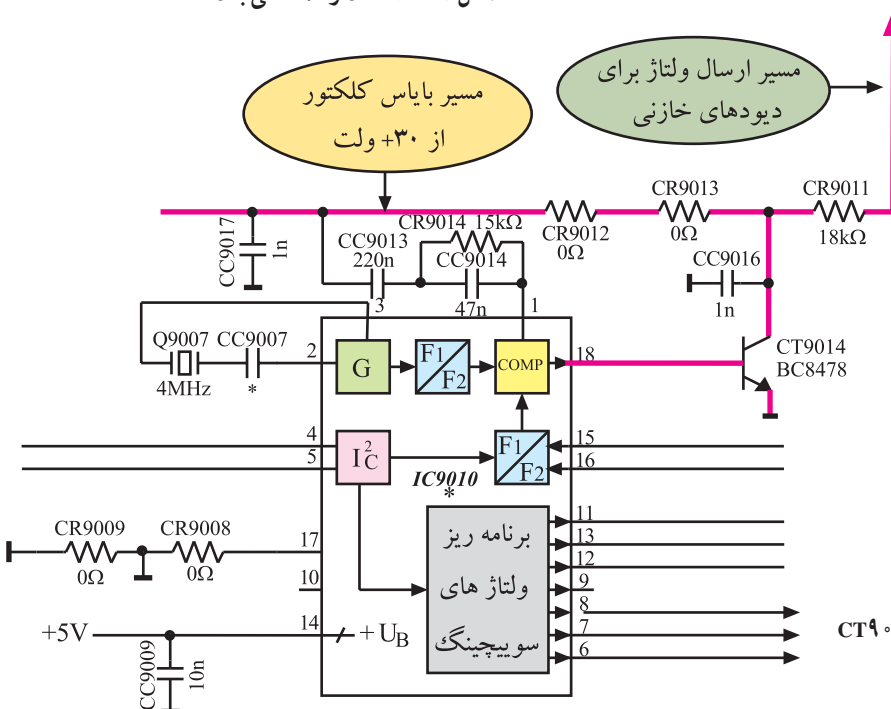 مسیر بایاس کلکتور
از ۳۰+ ولت
مسیر ارسال ولتاژ برای
دیودهای خازنی
CR9013
0Ω
CR9011
18kΩ
CR9012
0Ω
CR9014 15kΩ
CC9013
220n
CC9014
47n
CC9017
1n
CC9016
1n
3
1
Q9007
4MHz
CC9007
*
2
G
F1
F2
COMP
18
CT9014
BC8478
4
5
I²C
IC9010
*
F1
F2
15
16
CR9009
0Ω
CR9008
0Ω
17
10
برنامه ریز
ولتاژ های
سوییچینگ
11
13
12
9
8
7
6
+5V
14
+UB
CC9009
10n
CT۹۰